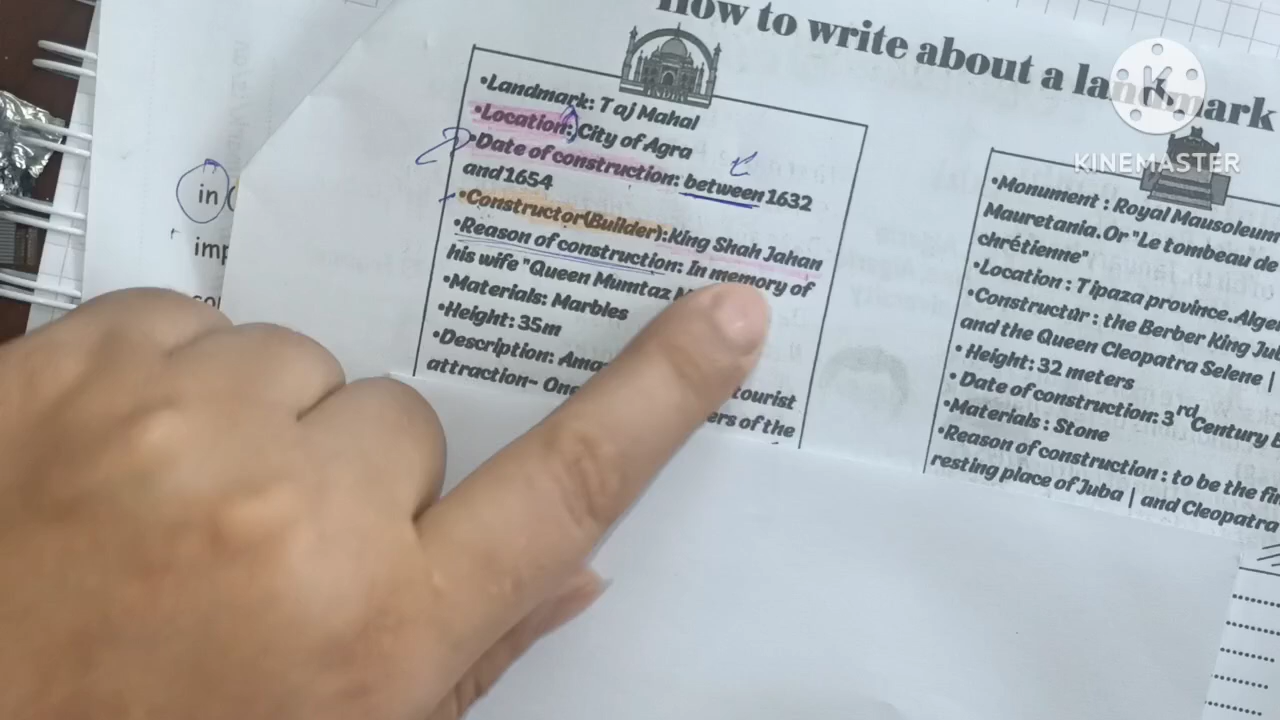 How to write about a landmark
•Landmark: Taj Mahal
•Location: City of Agra
•Date of construction: between 1632
and 1654
•Constructor(Builder):King Shah Jahan
•Reason of construction: In memory of
his wife "Queen Mumtaz
•Materials: Marbles
•Height: 35m
•Description: tourist
attraction- of the
•Monument : Royal Mausoleum
Mauretania.Or "Le tombeau de
chrétienne"
•Location : Tipaza province.
•Constructur : the Berber King
and the Queen Cleopatra Selene |
• Height: 32 meters
• Date of construction: 3rd Century
•Materials : Stone
•Reason of construction : to be the
resting place of Juba | and Cleopatra
in
KINEMASTER